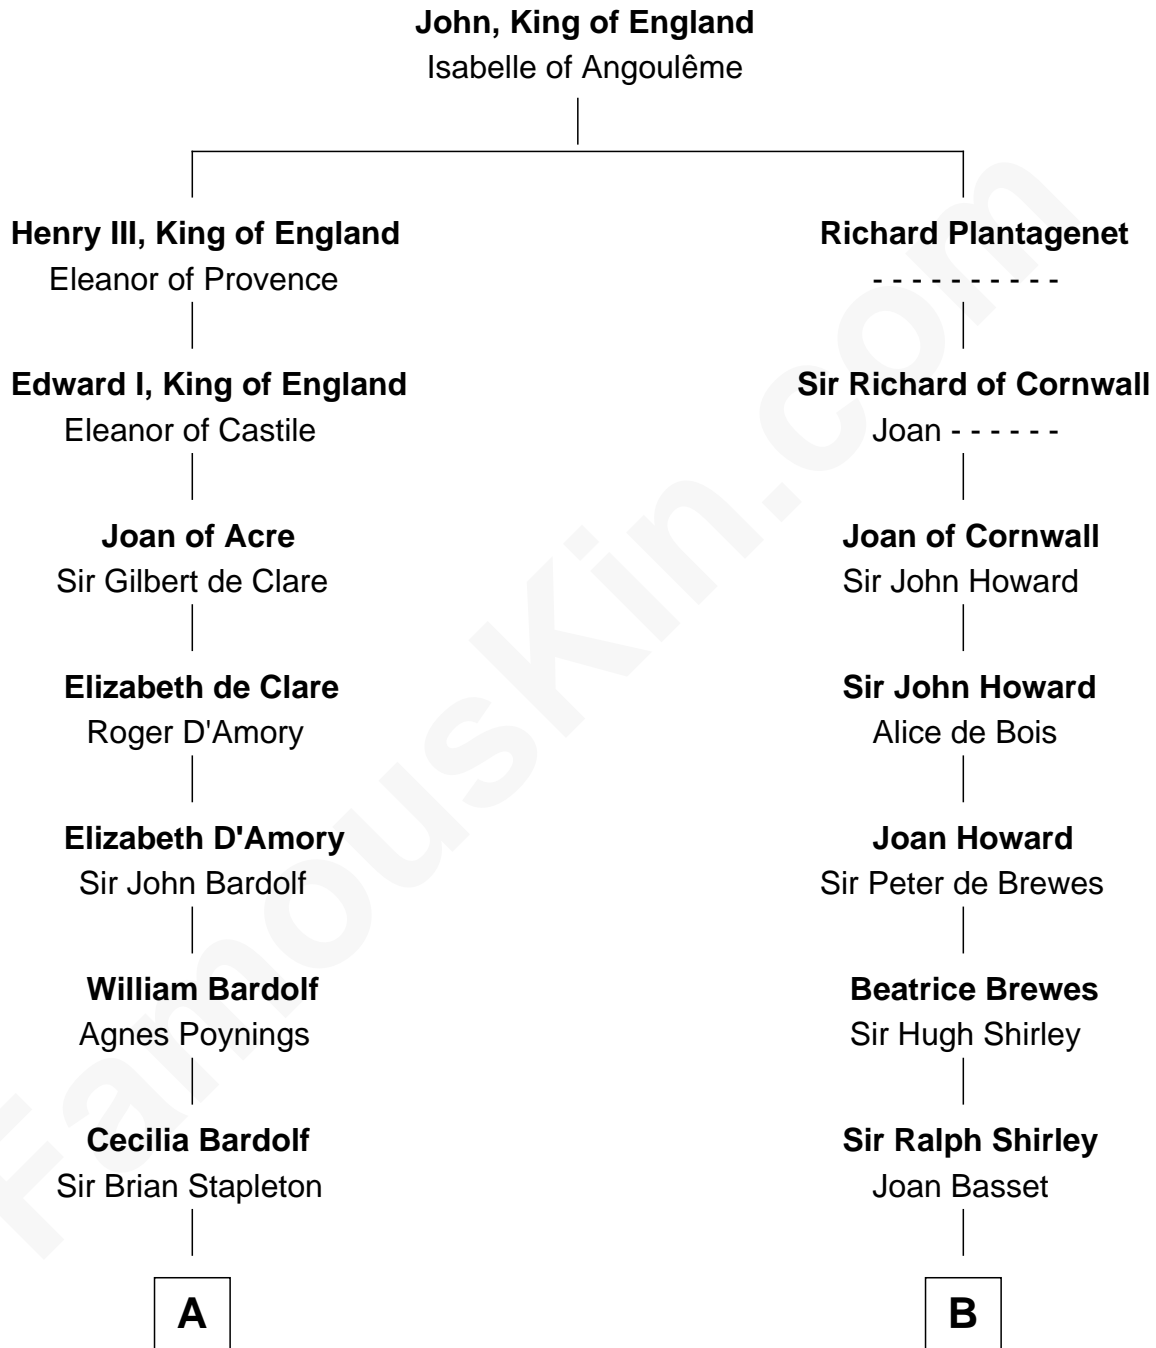 John, King of England
Isabelle of Angoulême
Henry III, King of England
Eleanor of Provence
Edward I, King of England
Eleanor of Castile
Joan of Acre
Sir Gilbert de Clare
Elizabeth de Clare
Roger D'Amory
Elizabeth D'Amory
Sir John Bardolf
William Bardolf
Agnes Poynings
Cecilia Bardolf
Sir Brian Stapleton
A
Richard Plantagenet
- - - - - - - - - -
Sir Richard of Cornwall
Joan - - - - - -
Joan of Cornwall
Sir John Howard
Sir John Howard
Alice de Bois
Joan Howard
Sir Peter de Brewes
Beatrice Brewes
Sir Hugh Shirley
Sir Ralph Shirley
Joan Basset
B
FamousKin.com